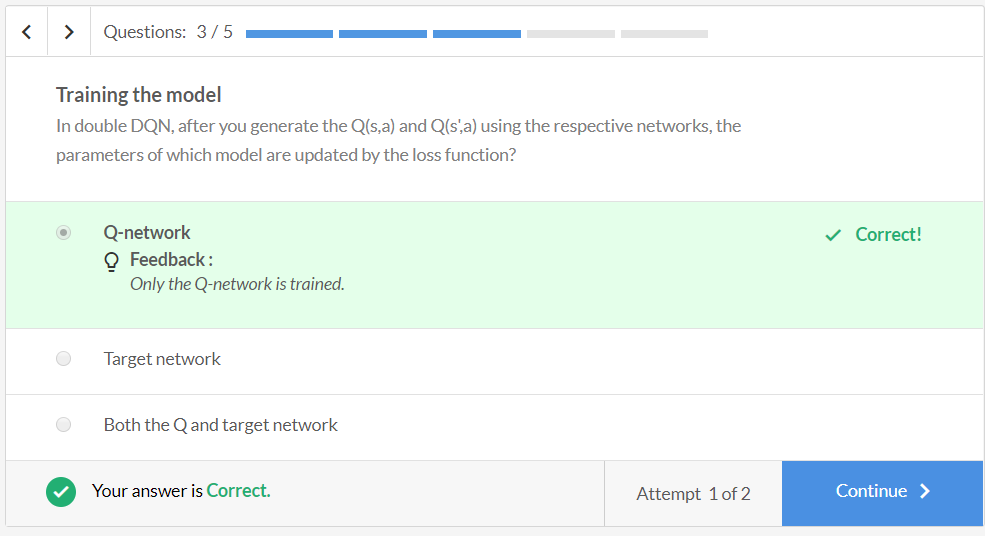 Questions: 3 / 5
Training the model
In double DQN, after you generate the Q(s,a) and Q(s',a) using the respective networks, the
parameters of which model are updated by the loss function?
Q-network
Correct!
Feedback :
Only the Q-network is trained.
Target network
Both the Q and target network
Your answer is Correct.
Attempt 1 of 2
Continue